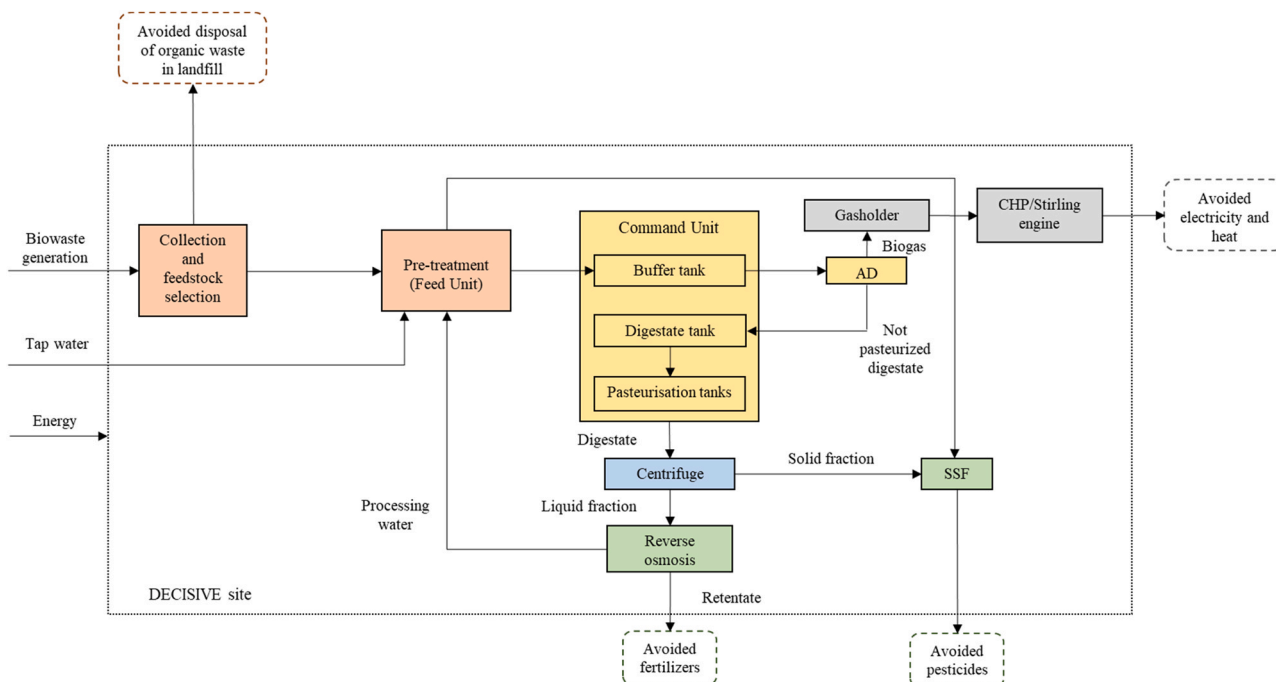 Avoided disposal
of organic waste
in landfill
Biowaste
generation
Collection
and
feedstock
selection
Pre-treatment
(Feed Unit)
Command Unit
Buffer tank
Digestate tank
Pasteurisation tanks
Gasholder
Biogas
AD
CHP/Stirling
engine
Avoided
electricity and
heat
Not
pasteurized
digestate
Tap water
Energy
Digestate
Centrifuge
Solid fraction
SSF
Liquid fraction
Processing
water
Reverse
osmosis
Retentate
DECISIVE site
Avoided
fertilizers
Avoided
pesticides